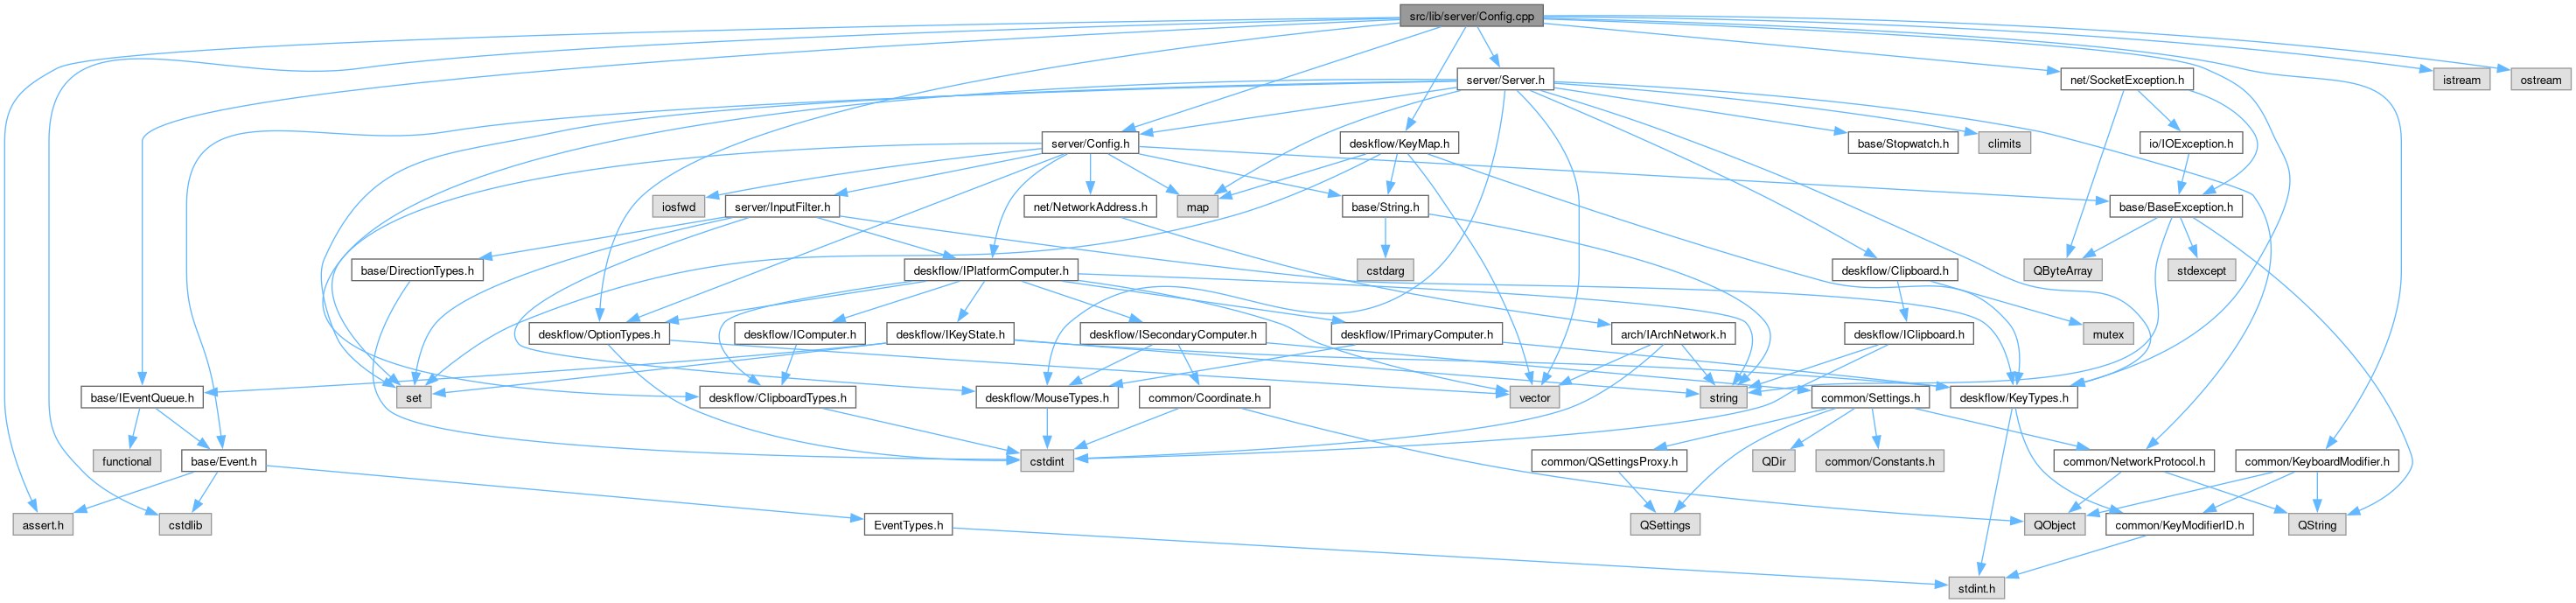 src/lib/server/Config.cpp
server/Server.h
net/SocketException.h
istream
ostream
server/Config.h
deskflow/KeyMap.h
base/Stopwatch.h
climits
io/IOException.h
iosfwd
server/InputFilter.h
net/NetworkAddress.h
map
base/String.h
base/BaseException.h
base/DirectionTypes.h
deskflow/IPlatformComputer.h
cstdarg
deskflow/Clipboard.h
QByteArray
stdexcept
deskflow/OptionTypes.h
deskflow/IComputer.h
deskflow/IKeyState.h
deskflow/ISecondaryComputer.h
deskflow/IPrimaryComputer.h
arch/IArchNetwork.h
deskflow/IClipboard.h
mutex
base/IEventQueue.h
set
deskflow/ClipboardTypes.h
deskflow/MouseTypes.h
common/Coordinate.h
vector
string
common/Settings.h
deskflow/KeyTypes.h
functional
base/Event.h
cstdint
common/QSettingsProxy.h
QDir
common/Constants.h
common/NetworkProtocol.h
common/KeyboardModifier.h
assert.h
cstdlib
EventTypes.h
QSettings
QObject
common/KeyModifierID.h
QString
stdint.h